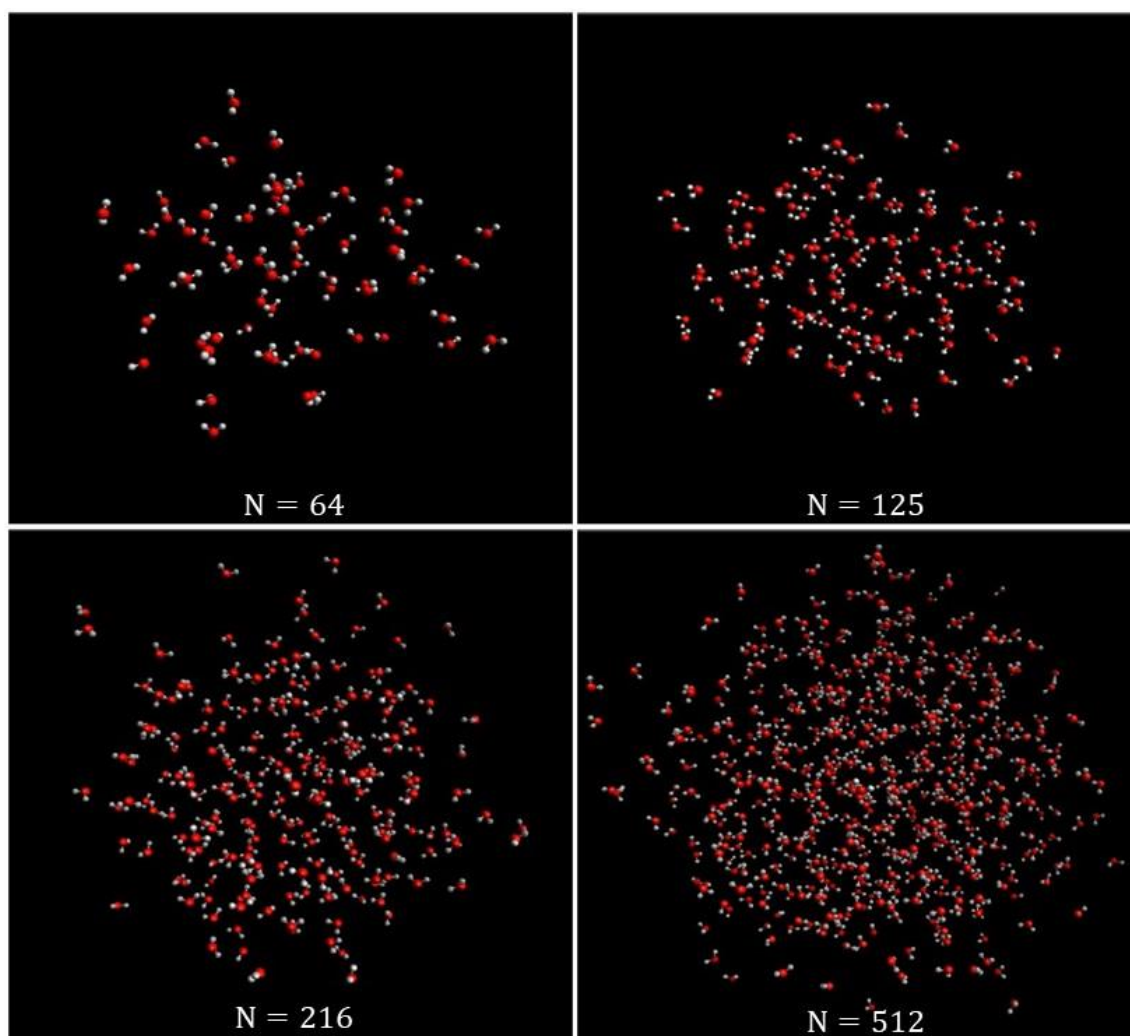 N = 64
N = 125
N = 216
N = 512